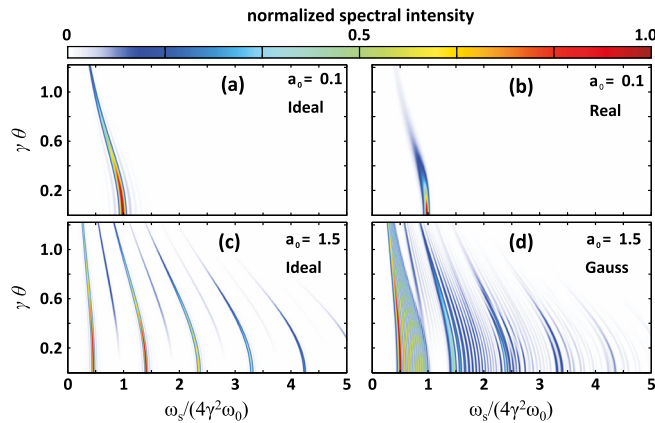 normalized spectral intensity
0 0.5 1.0
(a) a₀ = 0.1
Ideal
(b) a₀ = 0.1
Real
1.0
0.6
0.2
γ θ
(c) a₀ = 1.5
Ideal
(d) a₀ = 1.5
Gauss
1.0
0.6
0.2
γ θ
0 1 2 3 4 5
0 1 2 3 4 5
ωₛ/(4γ²ω₀)
ωₛ/(4γ²ω₀)